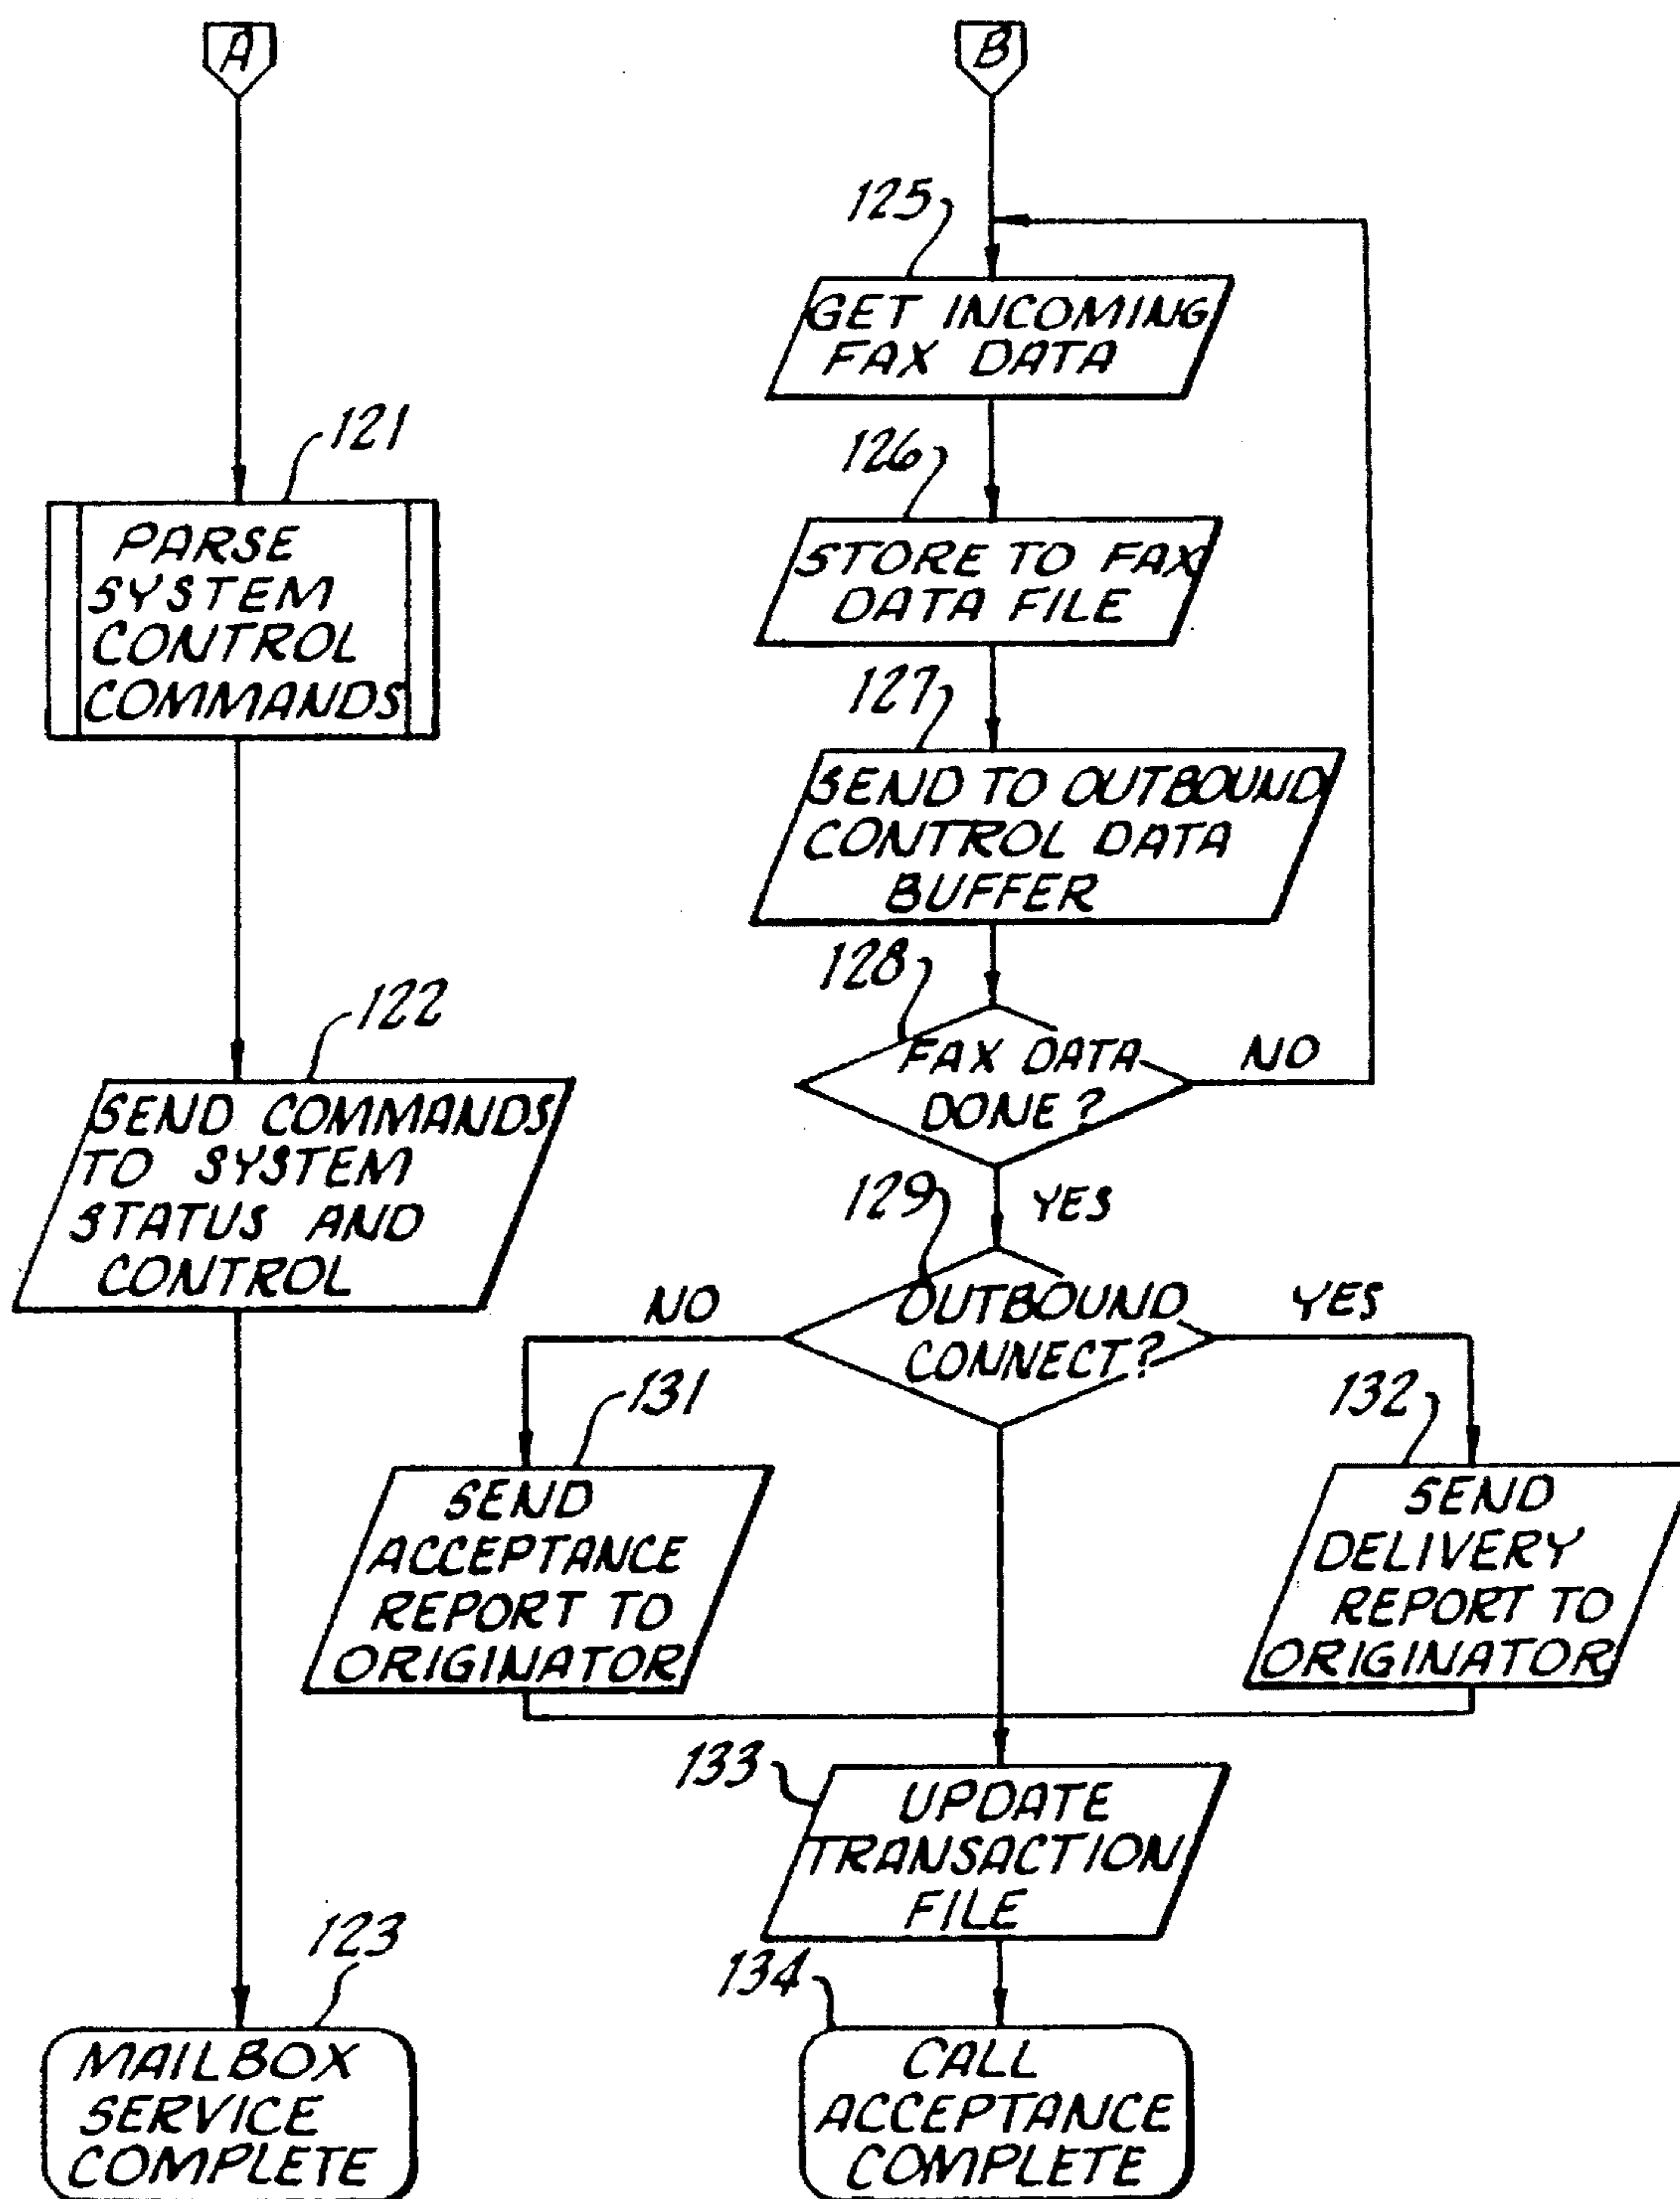 A
121
PARSE
SYSTEM
CONTROL
COMMANDS
122
SEND COMMANDS
TO SYSTEM
STATUS AND
CONTROL
123
MAILBOX
SERVICE
COMPLETE
B
125
GET INCOMING
FAX DATA
126
STORE TO FAX
DATA FILE
127
SEND TO OUTBOUND
CONTROL DATA
BUFFER
128
FAX DATA
DONE?
NO
YES
129
OUTBOUND
CONNECT?
NO
YES
131
SEND
ACCEPTANCE
REPORT TO
ORIGINATOR
132
SEND
DELIVERY
REPORT TO
ORIGINATOR
133
UPDATE
TRANSACTION
FILE
134
CALL
ACCEPTANCE
COMPLETE